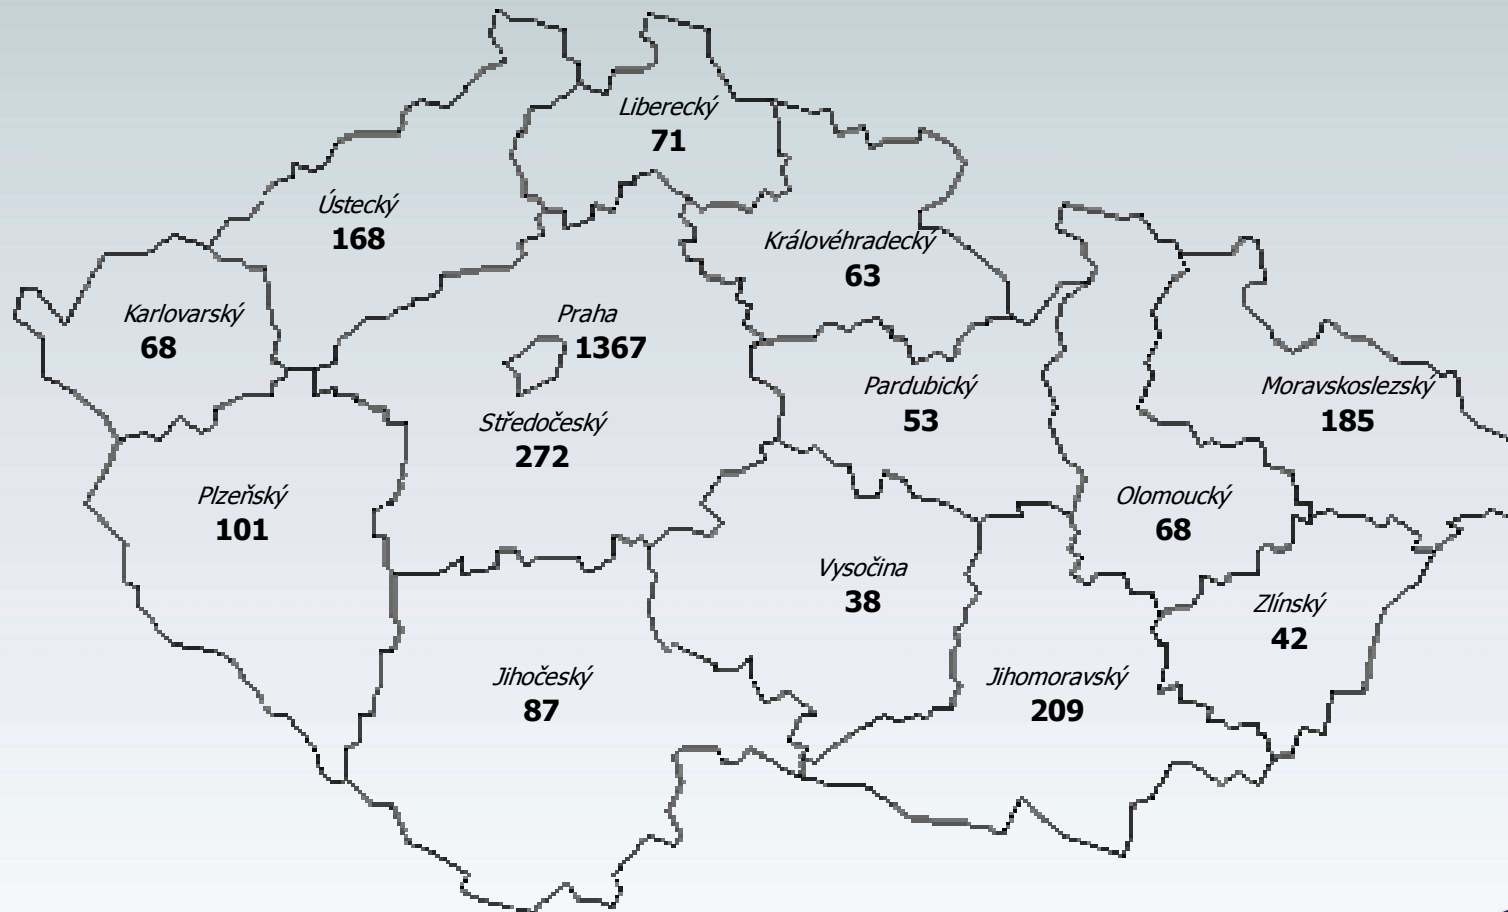 Liberecký
71
Ústecký
168
Královéhradecký
63
Karlovarský
68
Praha
1367
Středočeský
272
Pardubický
53
Moravskoslezský
185
Plzeňský
101
Olomoucký
68
Vysočina
38
Zlínský
42
Jihočeský
87
Jihomoravský
209